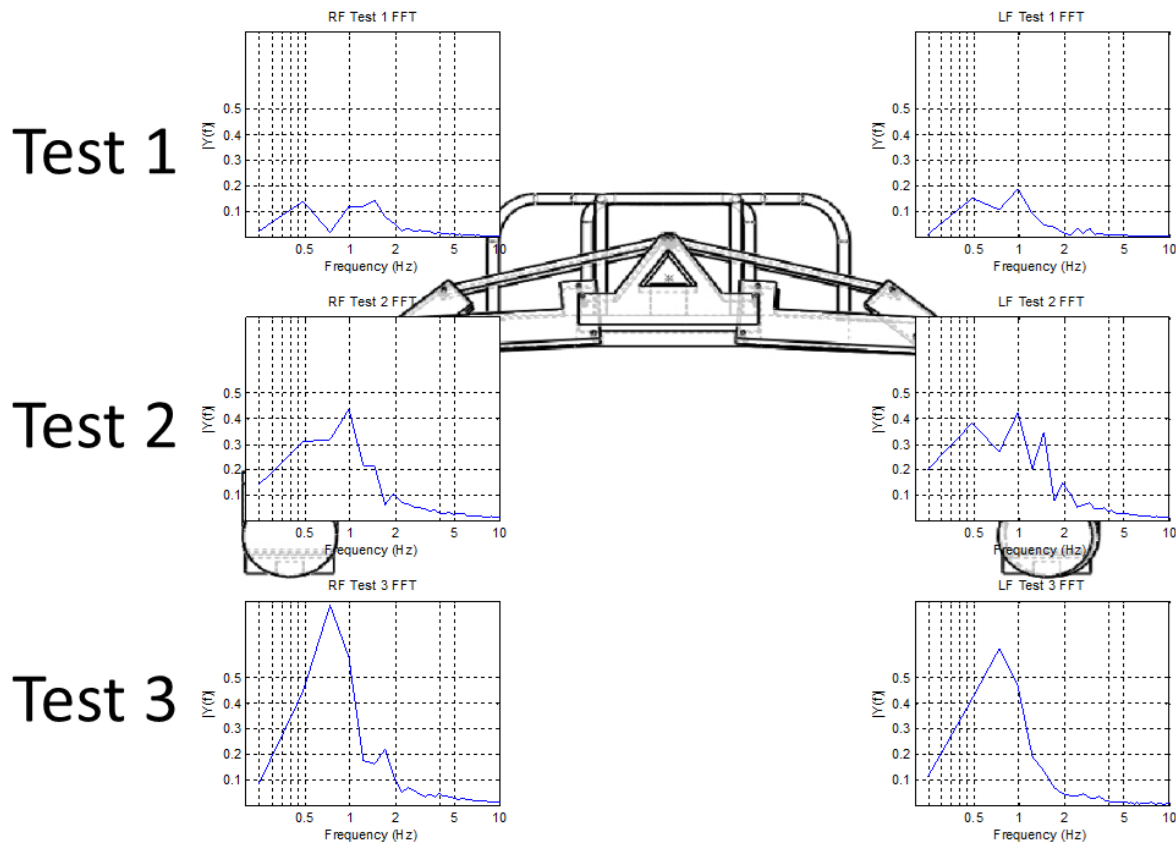 RF Test 1 FFT
LF Test 1 FFT
Test 1
|Y(f)|
0.5
0.4
0.3
0.2
0.1
0.5 1 2 5 10
Frequency (Hz)
|Y(f)|
0.5
0.4
0.3
0.2
0.1
0.5 1 2 5 10
Frequency (Hz)
RF Test 2 FFT
LF Test 2 FFT
Test 2
|Y(f)|
0.5
0.4
0.3
0.2
0.1
0.5 1 2 5 10
Frequency (Hz)
|Y(f)|
0.5
0.4
0.3
0.2
0.1
0.5 1 2 5 10
Frequency (Hz)
RF Test 3 FFT
LF Test 3 FFT
Test 3
|Y(f)|
0.5
0.4
0.3
0.2
0.1
0.5 1 2 5 10
Frequency (Hz)
|Y(f)|
0.5
0.4
0.3
0.2
0.1
0.5 1 2 5 10
Frequency (Hz)